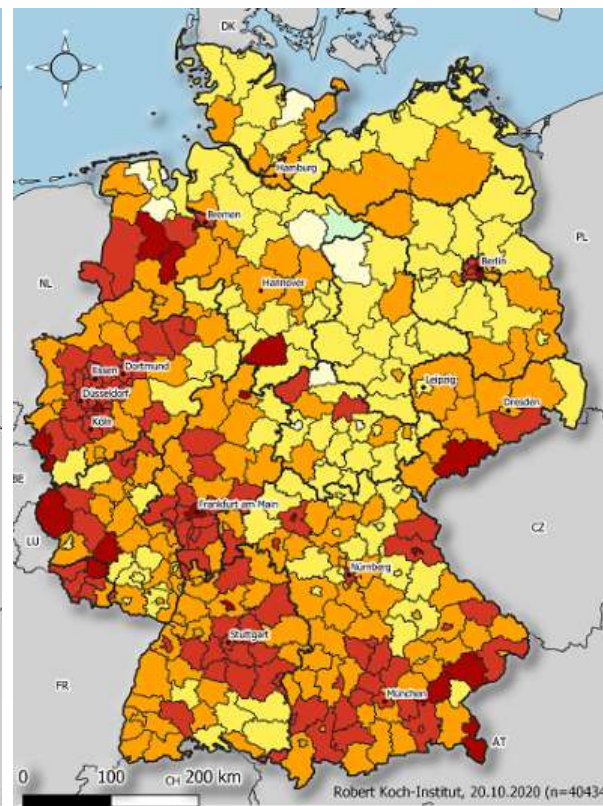 DK
Hamburg
Bremen
PL
Berlin
NL
Hannover
Essen
Dortmund
Düsseldorf
Leipzig
Köln
Dresden
BE
Frankfurt am Main
LU
CZ
Nürnberg
Stuttgart
FR
München
AT
0 100 CH 200 km
Robert Koch-Institut, 20.10.2020 (n=40434